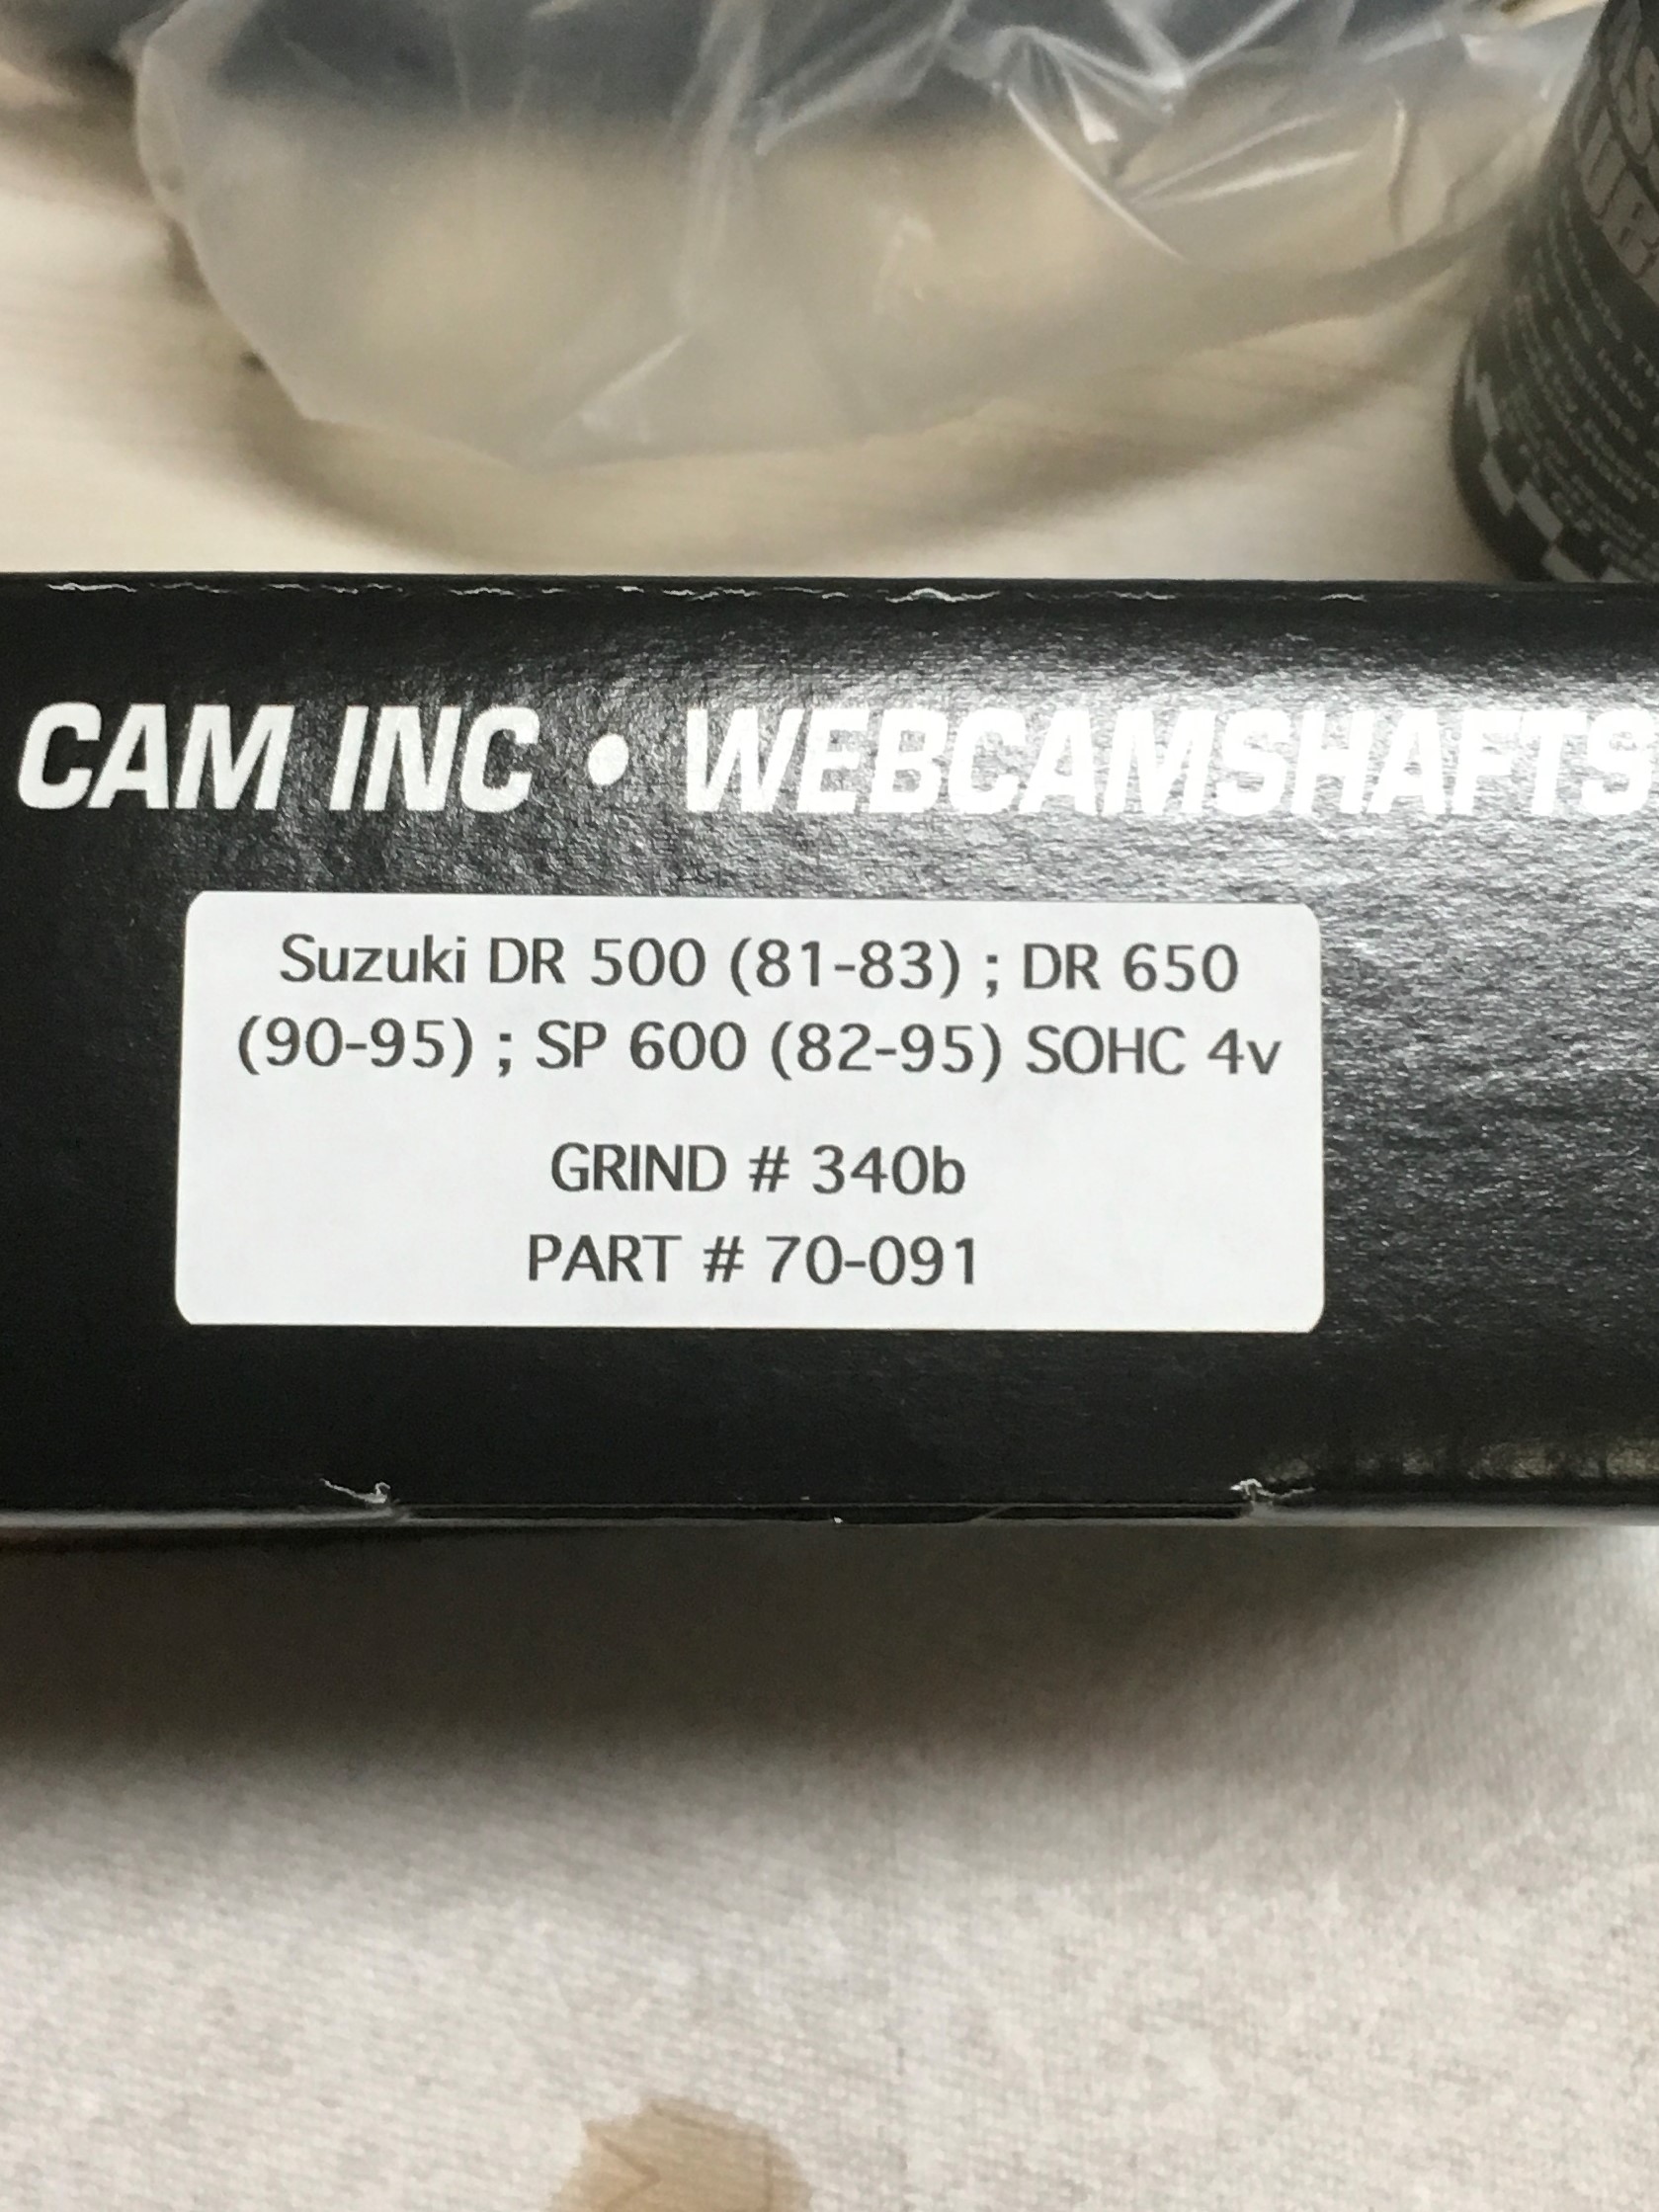 CAM INC • WEBCAMSHAFTS
Suzuki DR 500 (81-83) ; DR 650
(90-95) ; SP 600 (82-95) SOHC 4v
GRIND # 340b
PART # 70-091